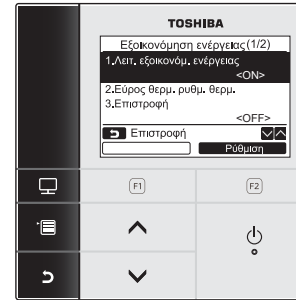 TOSHIBA
Εξοικονόμηση ενέργειας(1/2)
1.Λειτ. εξοικονόμ. ενέργειας
<ON>
2.Εύρος θερμ. ρυθμ. θερμ.
3.Επιστροφή
<OFF>
Επιστροφή
Ρύθμιση
F1 F2